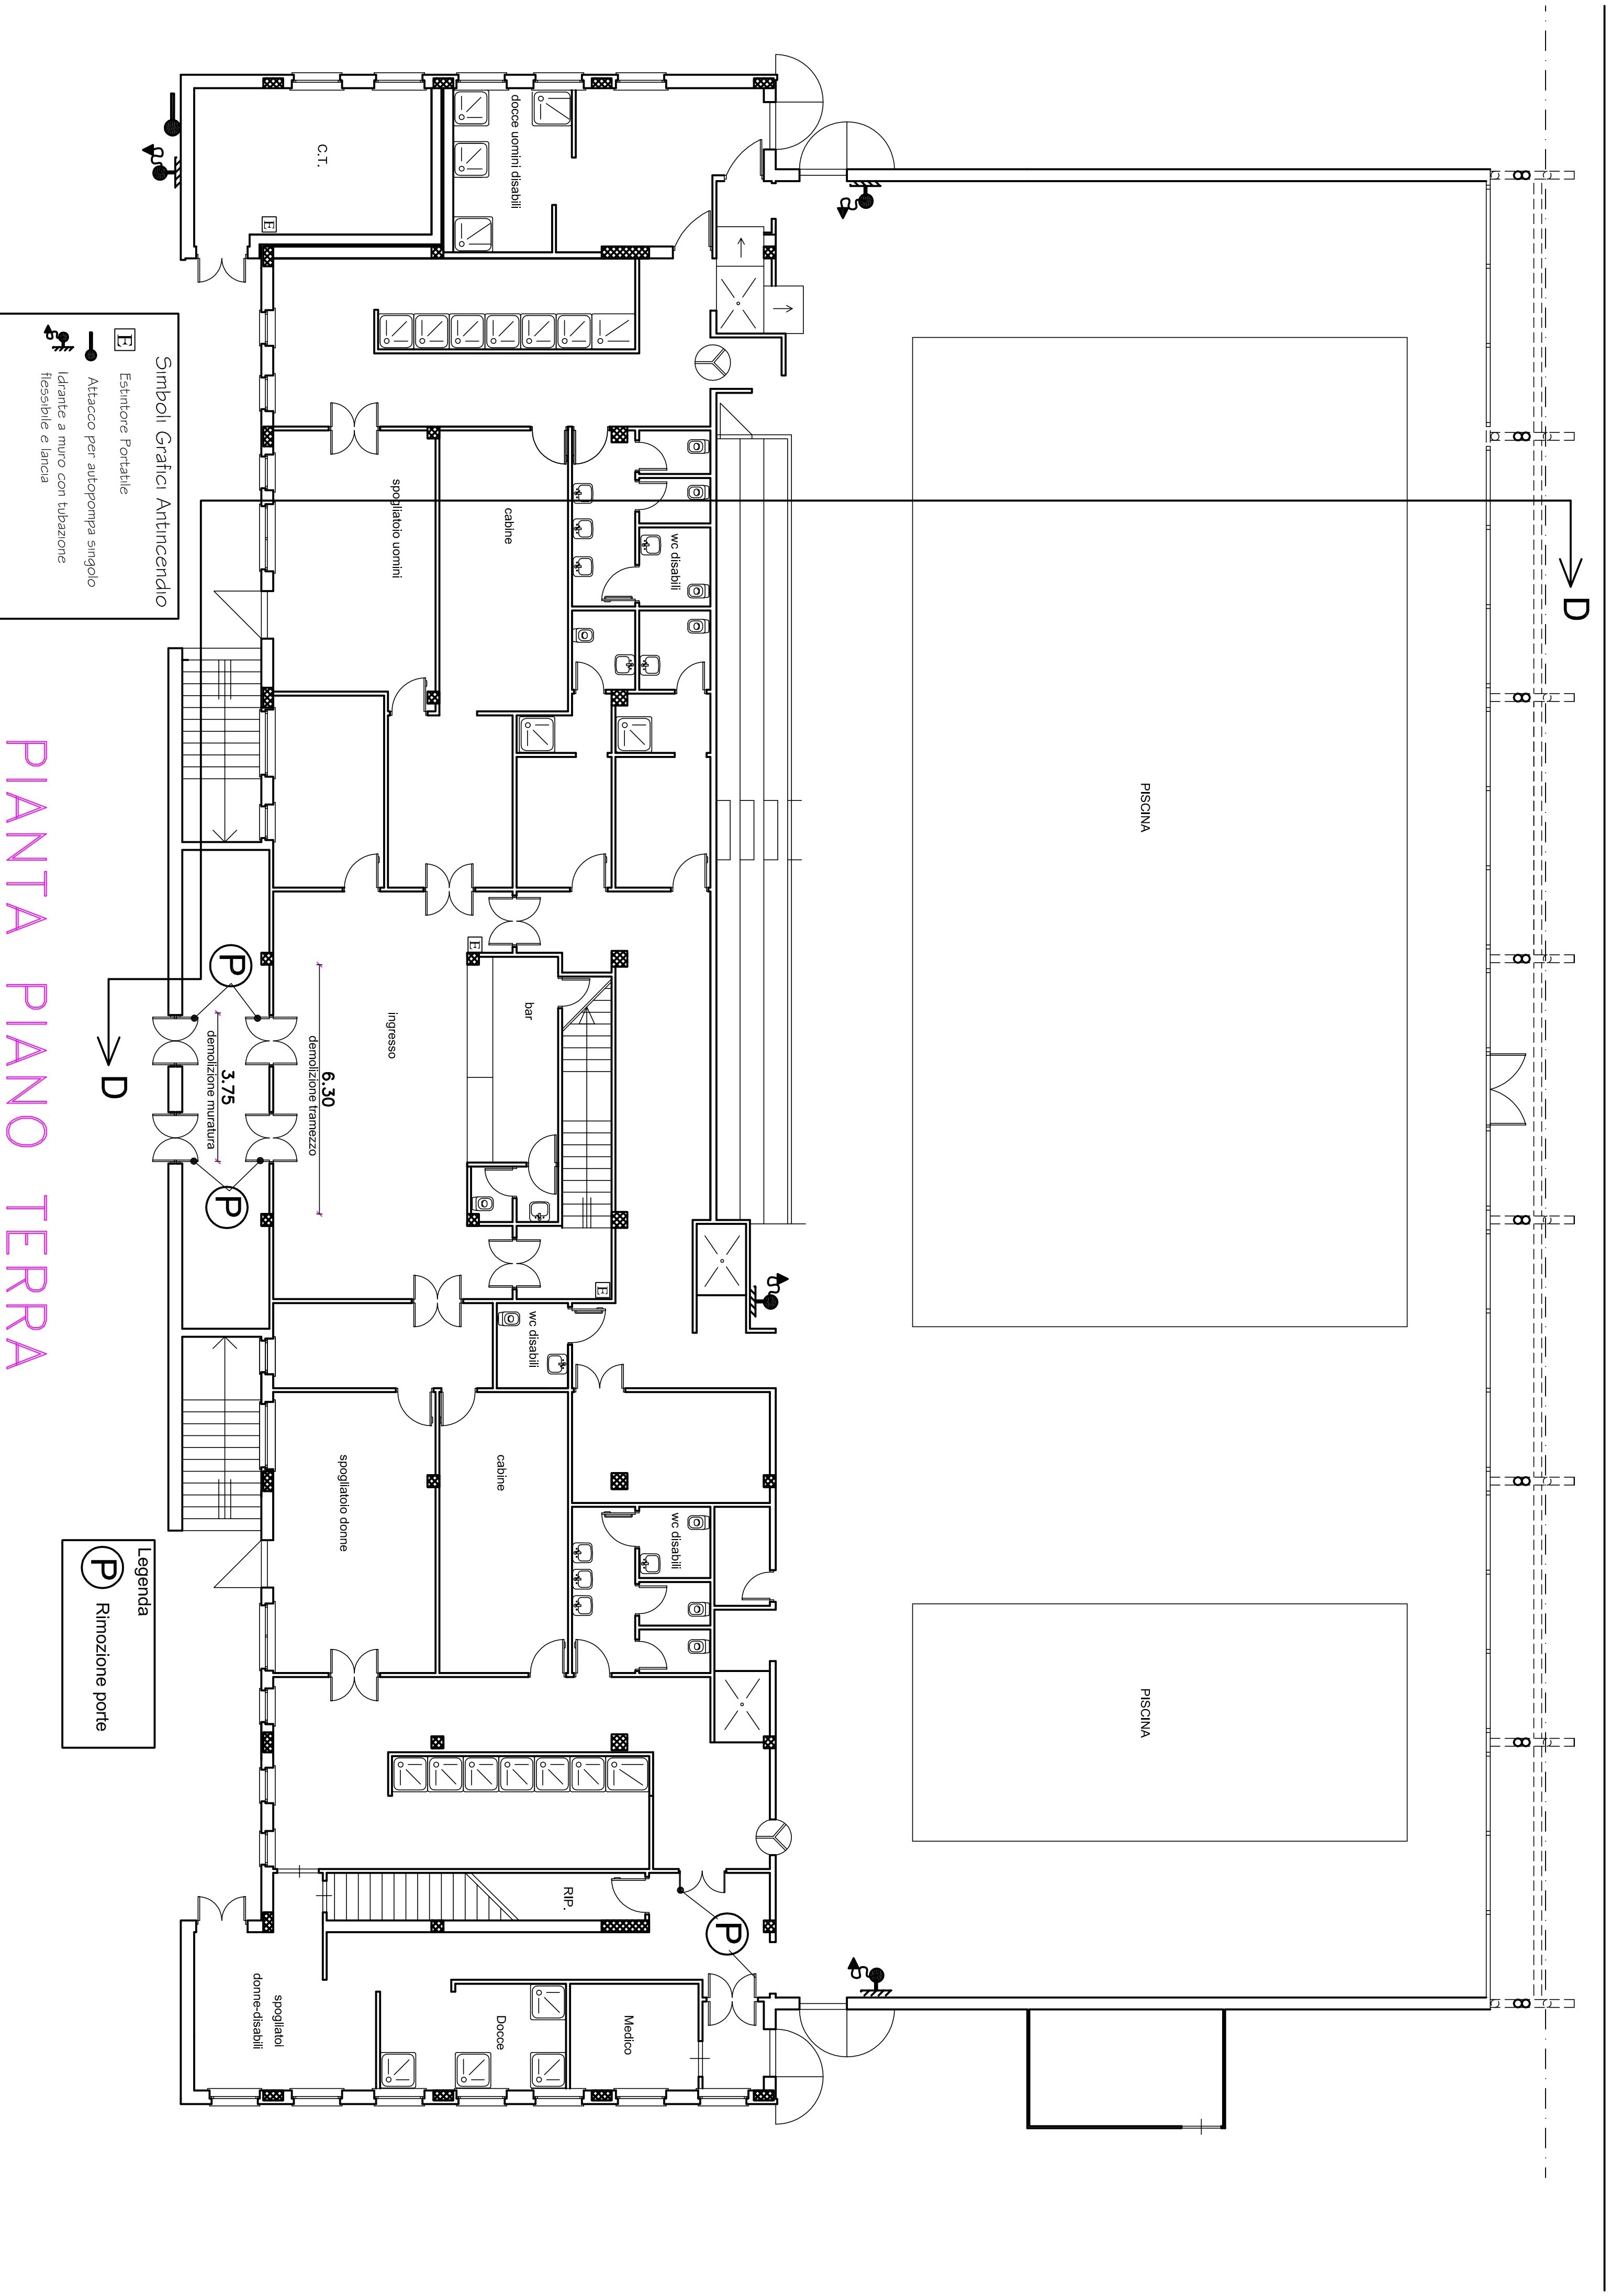 D
PISCINA
PISCINA
docce uomini disabili
C.T.
E
wc disabili
cabine
spogliatoio uomini
bar
E
ingresso
6.30
demolizione tramezzo
3.75
demolizione muratura
P
P
D
E
wc disabili
wc disabili
cabine
spogliatoio donne
RIP.
P
Medico
Docce
spogliatoi
donne-disabili
Simboli Grafici Antincendio
E
Estintore Portatile
Attacco per autopompa singolo
Idrante a muro con tubazione
flessibile e lancia
Legenda
P
Rimozione porte
PIANTA PIANO TERRA